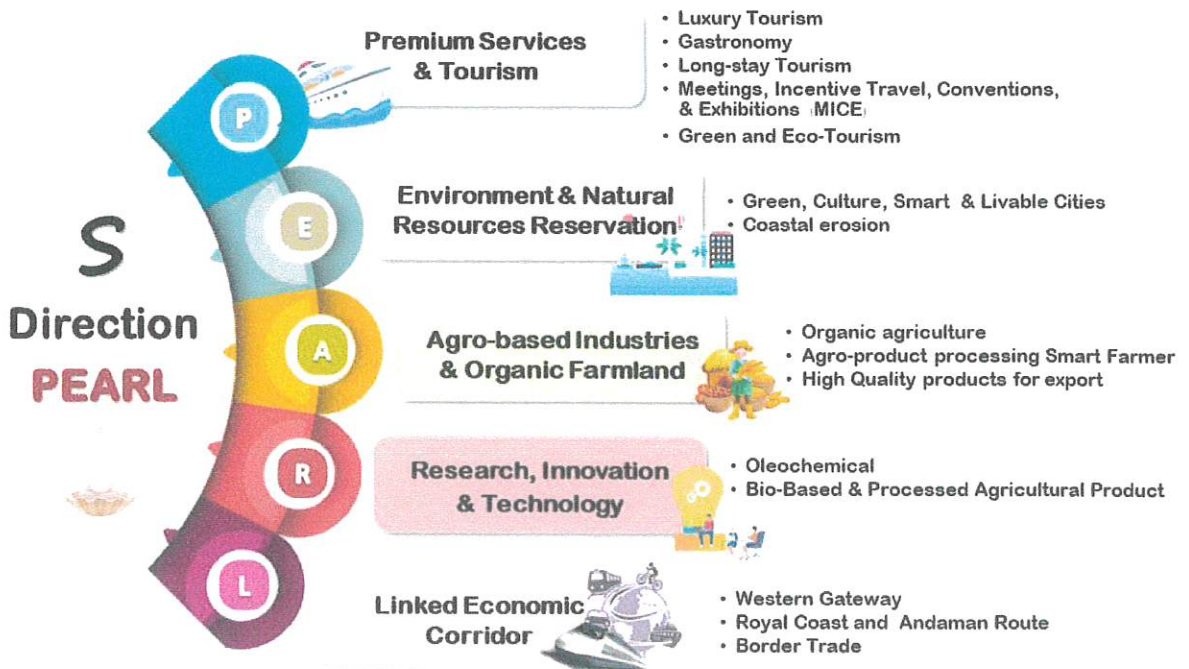 S
Direction
PEARL
P
Premium Services
& Tourism
• Luxury Tourism
• Gastronomy
• Long-stay Tourism
• Meetings, Incentive Travel, Conventions,
& Exhibitions (MICE)
• Green and Eco-Tourism
E
Environment & Natural
Resources Reservation
• Green, Culture, Smart & Livable Cities
• Coastal erosion
A
Agro-based Industries
& Organic Farmland
• Organic agriculture
• Agro-product processing Smart Farmer
• High Quality products for export
R
Research, Innovation
& Technology
• Oleochemical
• Bio-Based & Processed Agricultural Product
L
Linked Economic
Corridor
• Western Gateway
• Royal Coast and Andaman Route
• Border Trade